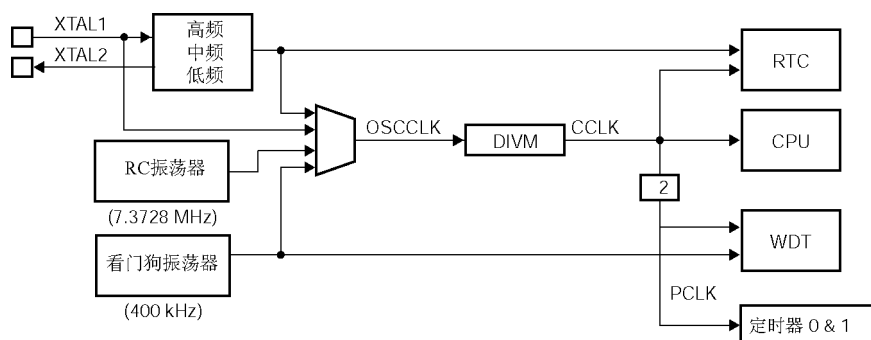 XTAL1
XTAL2
高频
中频
低频
RTC
OSCCLK
DIVM
CCLK
CPU
RC振荡器
(7.3728 MHz)
2
看门狗振荡器
(400 kHz)
WDT
PCLK
定时器 0 & 1